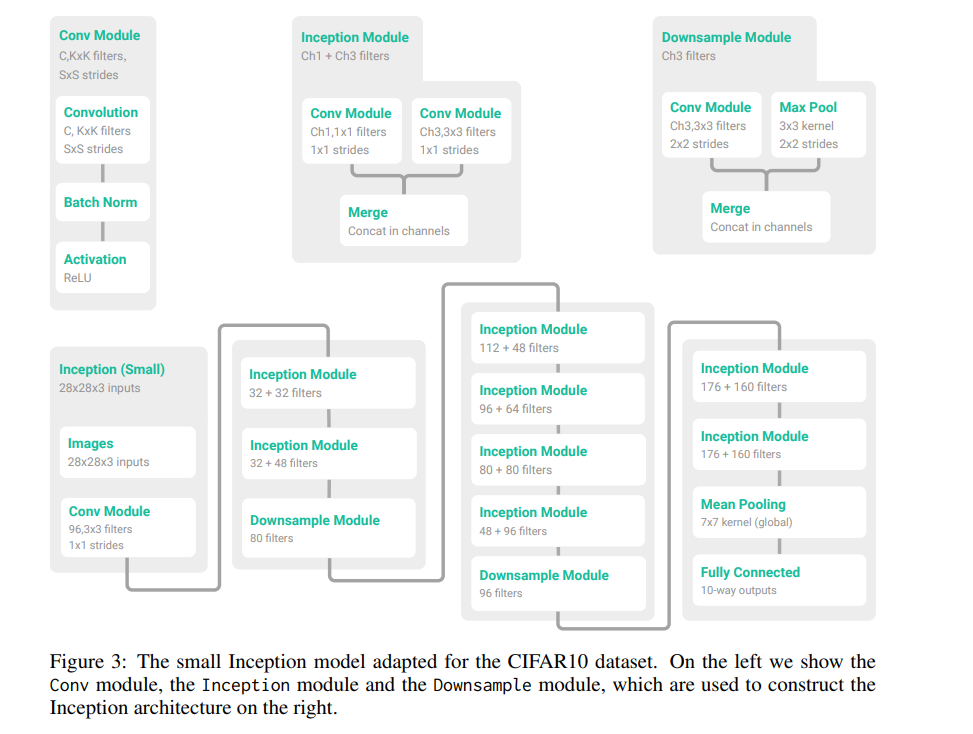 Conv Module
C,KxK filters,
SxS strides
Convolution
C, KxK filters
SxS strides
Batch Norm
Activation
ReLU
Inception Module
Ch1 + Ch3 filters
Conv Module
Ch1,1x1 filters
1x1 strides
Conv Module
Ch3,3x3 filters
1x1 strides
Merge
Concat in channels
Downsample Module
Ch3 filters
Conv Module
Ch3,3x3 filters
2x2 strides
Max Pool
3x3 kernel
2x2 strides
Merge
Concat in channels
Inception (Small)
28x28x3 inputs
Images
28x28x3 inputs
Conv Module
96,3x3 filters
1x1 strides
Inception Module
32 + 32 filters
Inception Module
32 + 48 filters
Downsample Module
80 filters
Inception Module
112 + 48 filters
Inception Module
96 + 64 filters
Inception Module
80 + 80 filters
Inception Module
48 + 96 filters
Downsample Module
96 filters
Inception Module
176 + 160 filters
Inception Module
176 + 160 filters
Mean Pooling
7x7 kernel (global)
Fully Connected
10-way outputs
Figure 3: The small Inception model adapted for the CIFAR10 dataset. On the left we show the
Conv module, the Inception module and the Downsample module, which are used to construct the
Inception architecture on the right.